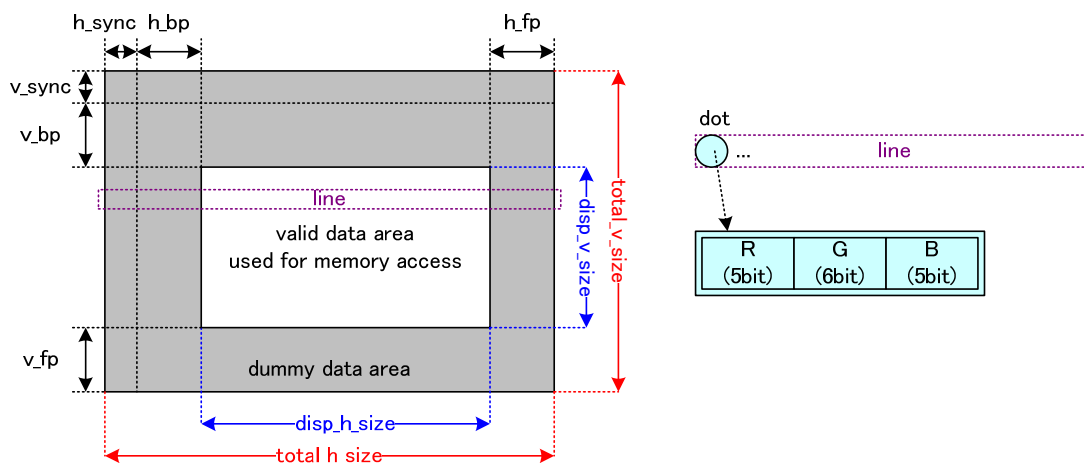 h_sync h_bp h_fp
v_sync
v_bp
dot
... line
line
valid data area
used for memory access
disp_v_size
total_v_size
R G B
(5bit) (6bit) (5bit)
v_fp
dummy data area
disp_h_size
total h size